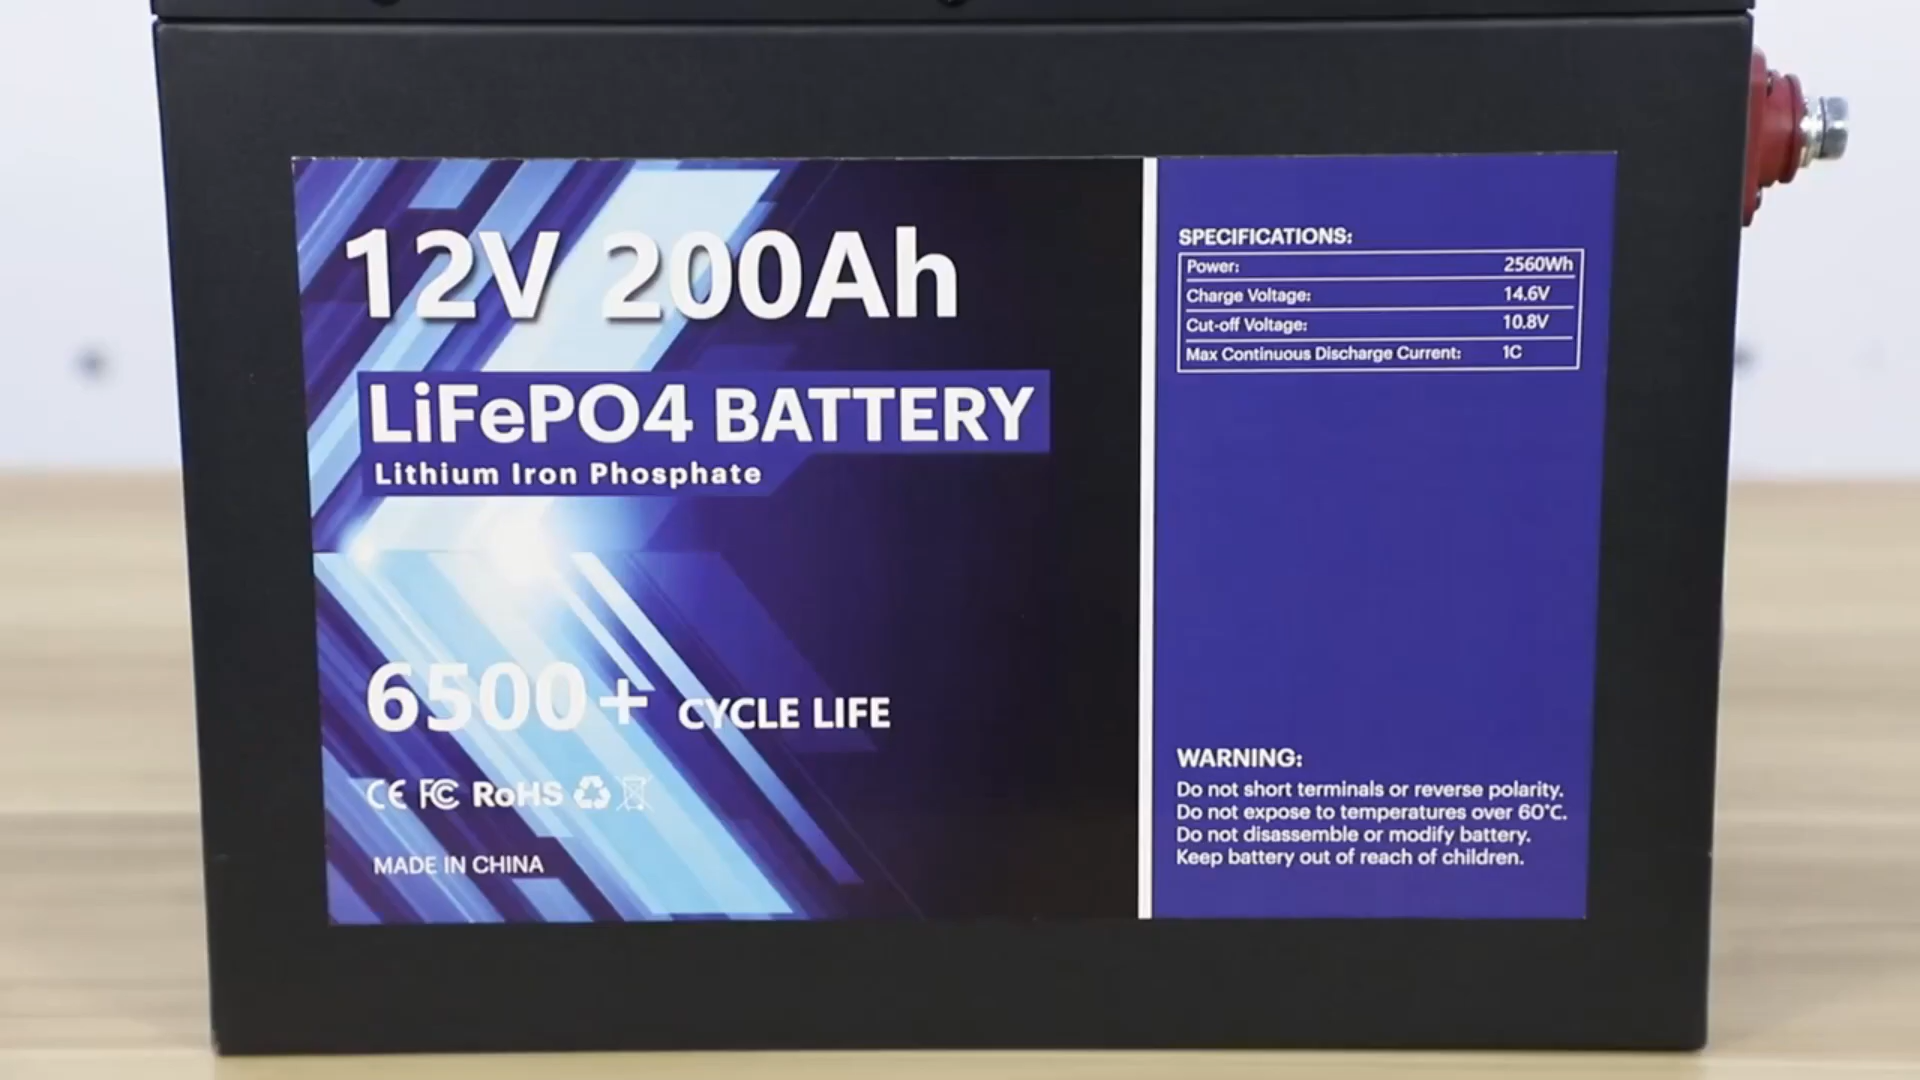 12V 200Ah
LiFePO4 BATTERY
Lithium Iron Phosphate
6500+ CYCLE LIFE
CE FC RoHS
MADE IN CHINA
SPECIFICATIONS:
Power: 2560Wh
Charge Voltage: 14.6V
Cut-off Voltage: 10.8V
Max Continuous Discharge Current: 1C
WARNING:
Do not short terminals or reverse polarity.
Do not expose to temperatures over 60°C.
Do not disassemble or modify battery.
Keep battery out of reach of children.